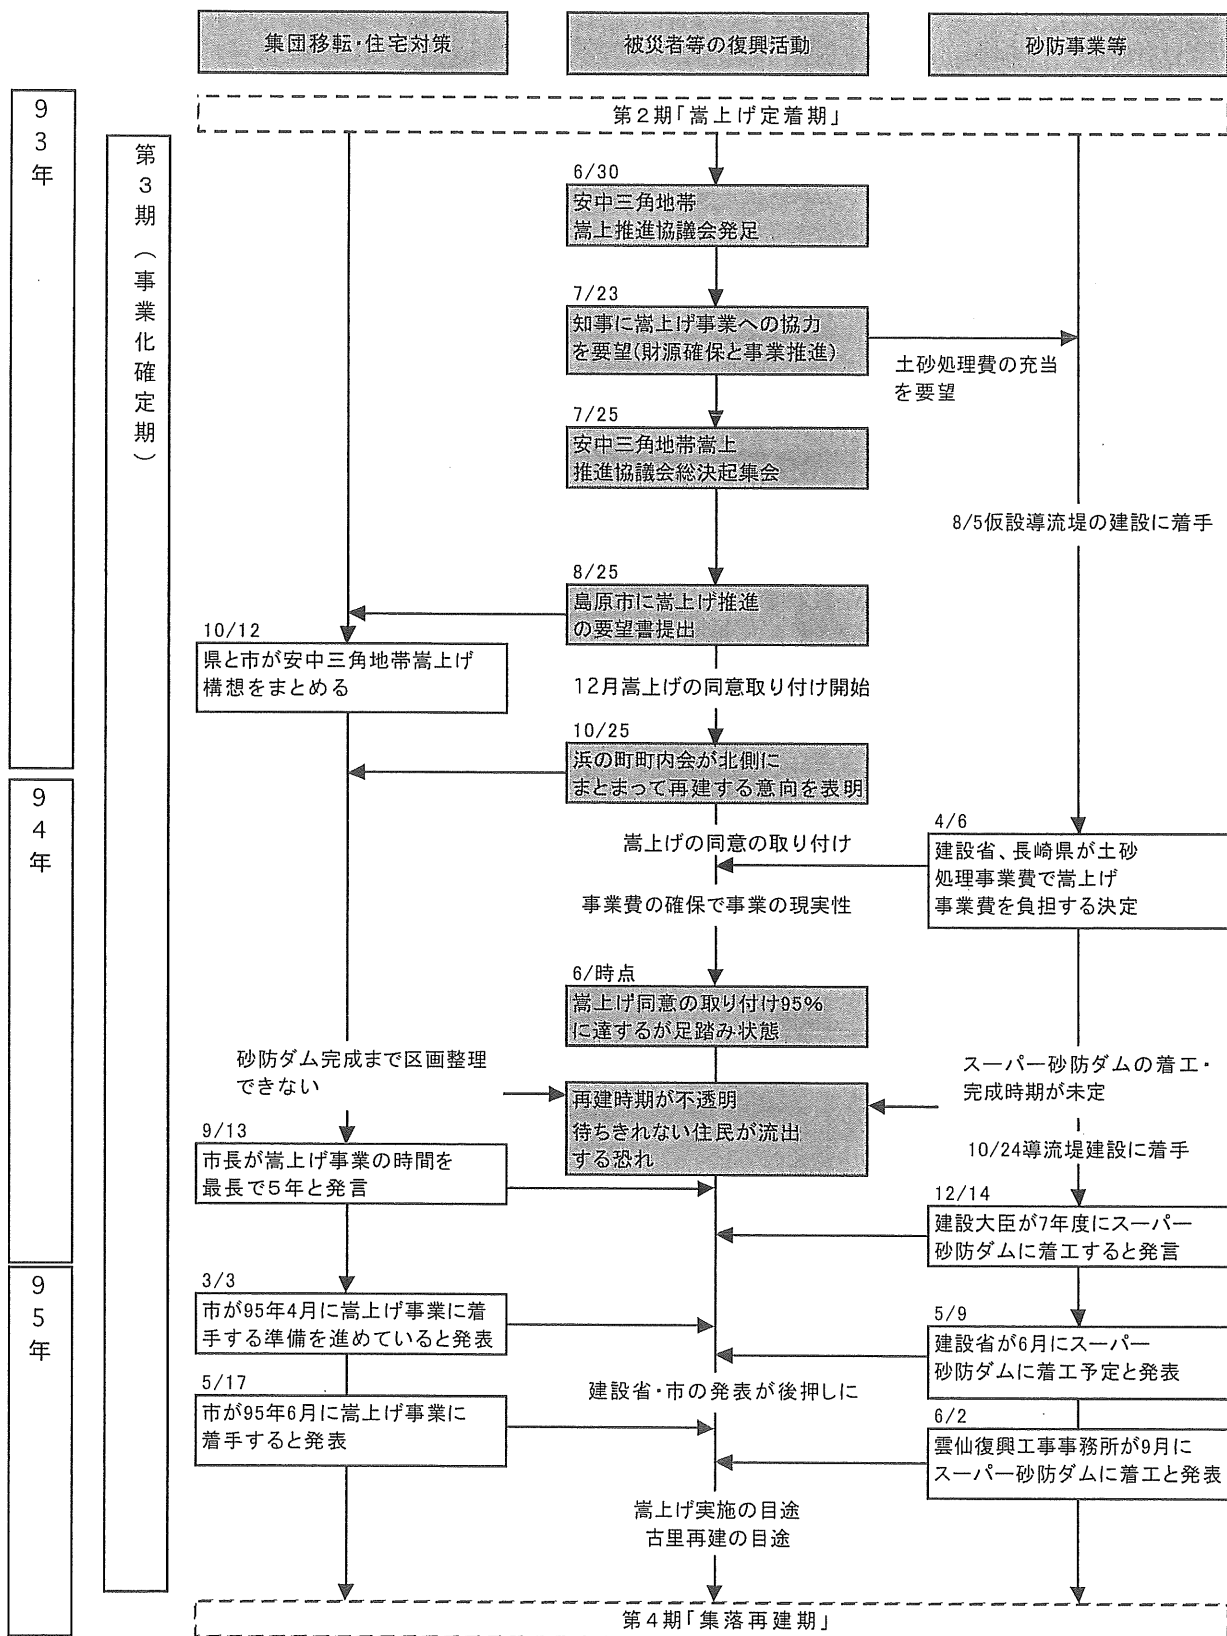 集団移転・住宅対策
被災者等の復興活動
砂防事業等
93年
第2期「嵩上げ定着期」
第3期(事業化確定期)
6/30
安中三角地帯
嵩上推進協議会発足
7/23
知事に嵩上げ事業への協力
を要望(財源確保と事業推進)
土砂処理費の充当
を要望
7/25
安中三角地帯嵩上
推進協議会総決起集会
8/5仮設導流堤の建設に着手
8/25
島原市に嵩上げ推進
の要望書提出
10/12
県と市が安中三角地帯嵩上げ
構想をまとめる
12月嵩上げの同意取り付け開始
10/25
浜の町町内会が北側に
まとまって再建する意向を表明
94年
嵩上げの同意の取り付け
4/6
建設省、長崎県が土砂
処理事業費で嵩上げ
事業費を負担する決定
事業費の確保で事業の現実性
6/時点
嵩上げ同意の取り付け95%
に達するが足踏み状態
砂防ダム完成まで区画整理
できない
スーパー砂防ダムの着工・
完成時期が未定
再建時期が不透明
待ちきれない住民が流出
する恐れ
9/13
市長が嵩上げ事業の時間を
最長で5年と発言
10/24導流堤建設に着手
12/14
建設大臣が7年度にスーパー
砂防ダムに着工すると発言
95年
3/3
市が95年4月に嵩上げ事業に着
手する準備を進めていると発表
5/9
建設省が6月にスーパー
砂防ダムに着工予定と発表
5/17
市が95年6月に嵩上げ事業に
着手すると発表
建設省・市の発表が後押しに
6/2
雲仙復興工事事務所が9月に
スーパー砂防ダムに着工と発表
嵩上げ実施の目途
古里再建の目途
第4期「集落再建期」